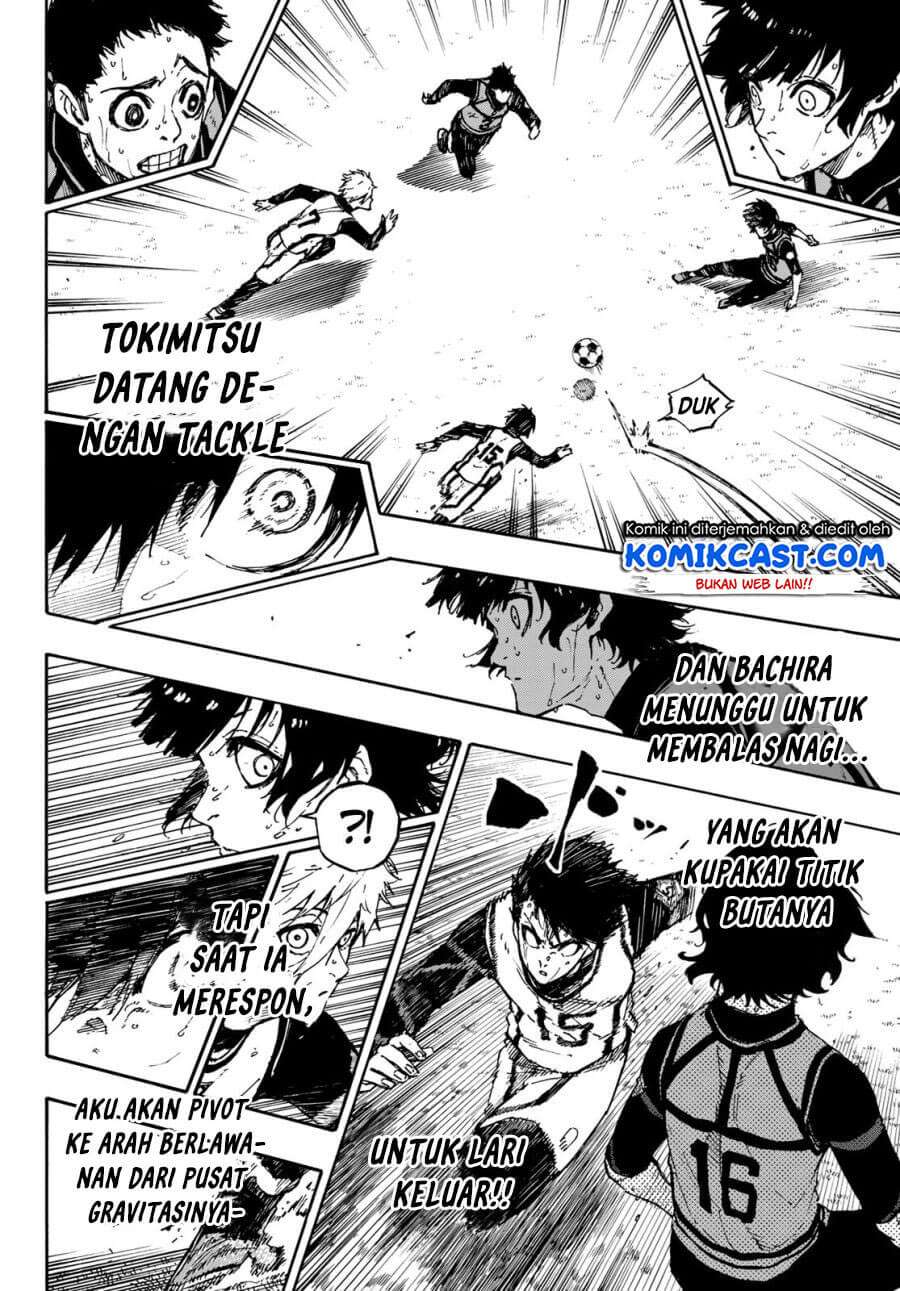 TOKIMITSU
DATANG DE-
NGAN TACKLE
DUK
15
Komik ini diterjemahkan & diedit oleh
KOMIKCAST.COM
BUKAN WEB LAIN!!
DAN BACHIRA
MENUNGGU UNTUK
MEMBALAS NAGI...
?!
YANG AKAN
KUPAKAI TITIK
BUTANYA
TAPI
SAAT IA
MERESPON,
15
16
AKU AKAN PIVOT
KE ARAH BERLAWA-
NAN DARI PUSAT
GRAVITASINYA-
UNTUK LARI
KELUAR!!